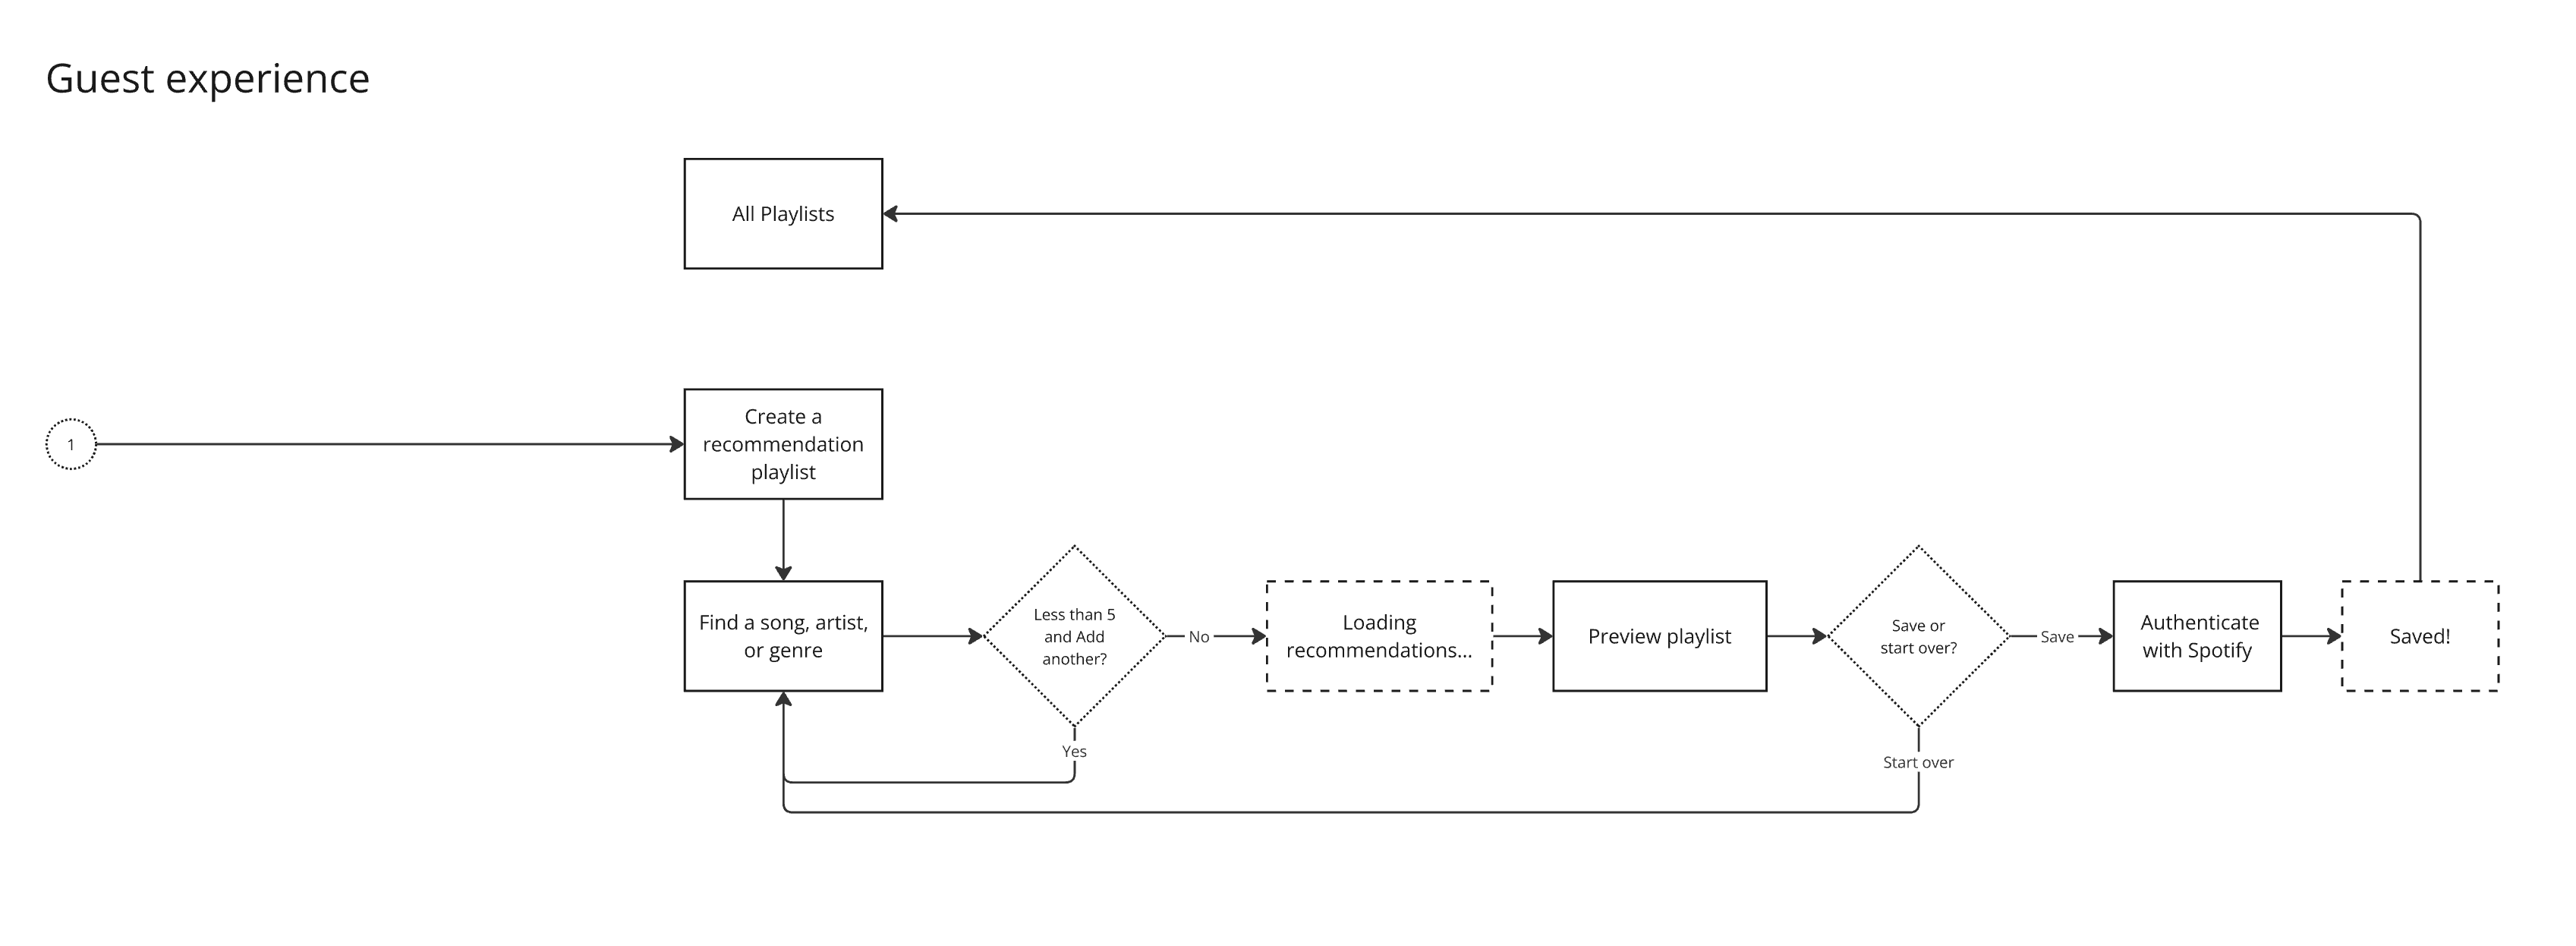 Guest experience
All Playlists
1
Create a
recommendation
playlist
Find a song, artist,
or genre
Less than 5
and Add
another?
No
Yes
Loading
recommendations...
Preview playlist
Save or
start over?
Save
Start over
Authenticate
with Spotify
Saved!